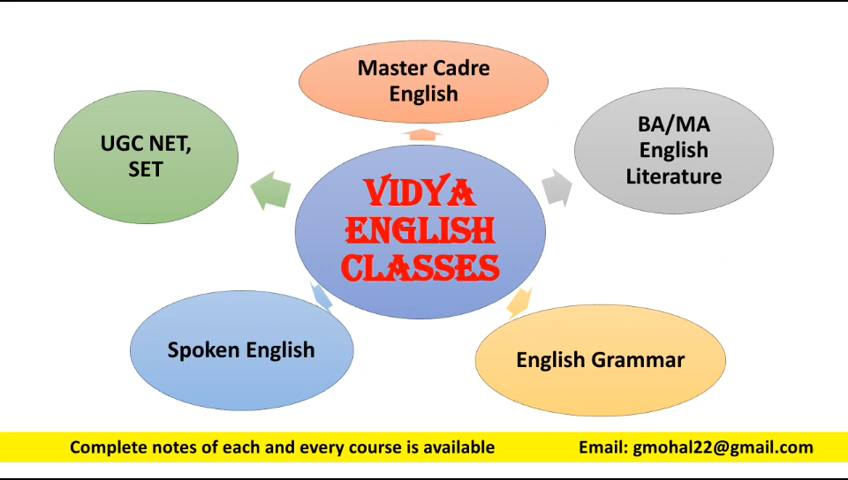 Master Cadre
English
UGC NET,
SET
BA/MA
English
Literature
VIDYA
ENGLISH
CLASSES
Spoken English
English Grammar
Complete notes of each and every course is available
Email: gmohal22@gmail.com